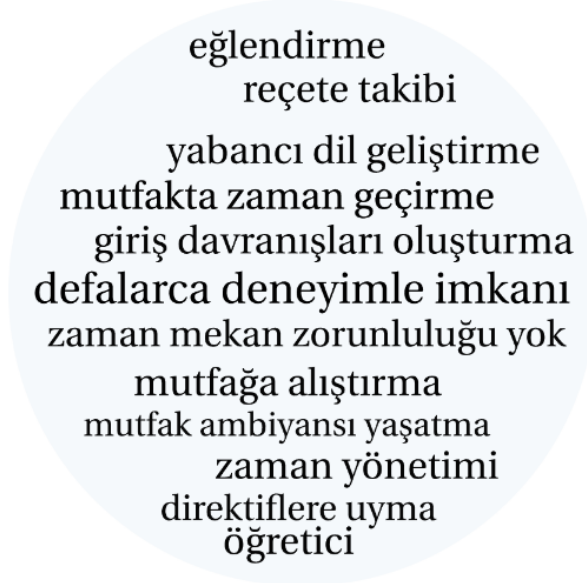 eğlendirme
reçete takibi
yabancı dil geliştirme
mutfakta zaman geçirme
giriş davranışları oluşturma
defalarca deneyimle imkanı
zaman mekan zorunluluğu yok
mutfağa alıştırma
mutfak ambiyansı yaşatma
zaman yönetimi
direktiflere uyma
öğretici